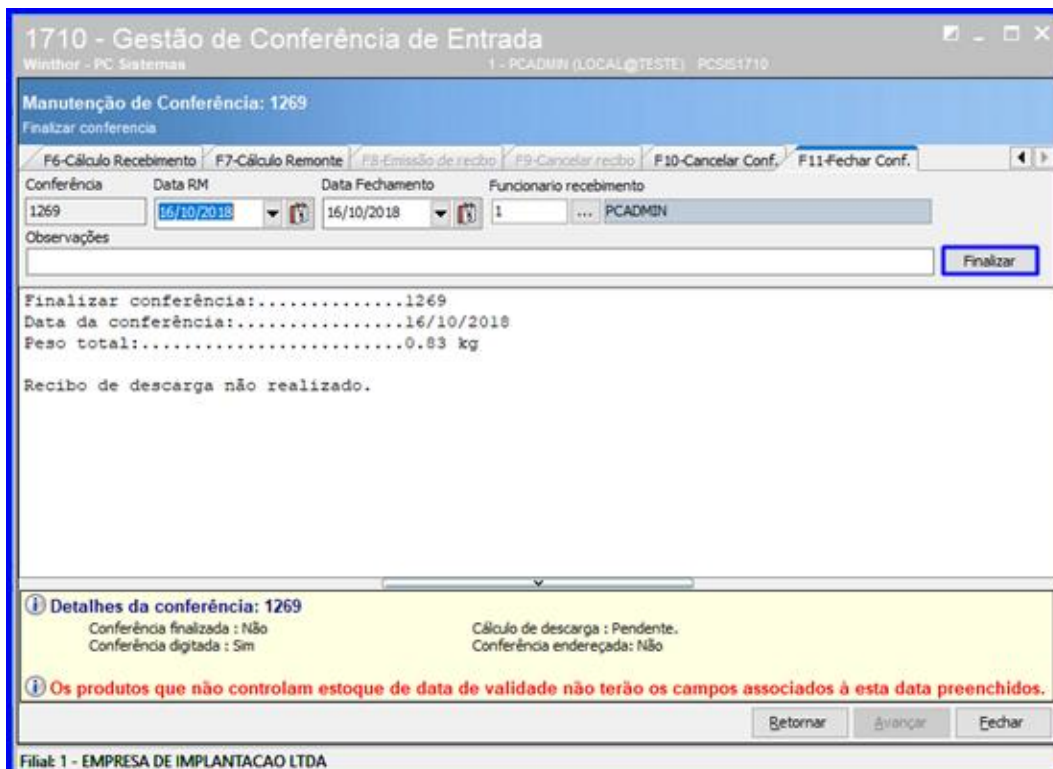 1710 - Gestão de Conferência de Entrada
Winthor - PC Sistemas 1 - PCADMIN (LOCAL@TESTE) PCSIS1710
Manutenção de Conferência: 1269
Finalizar conferencia
F6-Cálculo Recebimento F7-Cálculo Remonte F8-Emissão de recibo F9-Cancelar recibo F10-Cancelar Conf. F11-Fechar Conf.
Conferência Data RM Data Fechamento Funcionario recebimento
1269 16/10/2018 16/10/2018 1 ... PCADMIN
Observações
Finalizar
Finalizar conferência:...............1269
Data da conferência:.................16/10/2018
Peso total:..........................0.83 kg
Recibo de descarga não realizado.
Detalhes da conferência: 1269
Conferência finalizada : Não Cálculo de descarga : Pendente.
Conferência digitada : Sim Conferência endereçada: Não
Os produtos que não controlam estoque de data de validade não terão os campos associados à esta data preenchidos.
Retornar Avançar Fechar
Filial: 1 - EMPRESA DE IMPLANTACAO LTDA